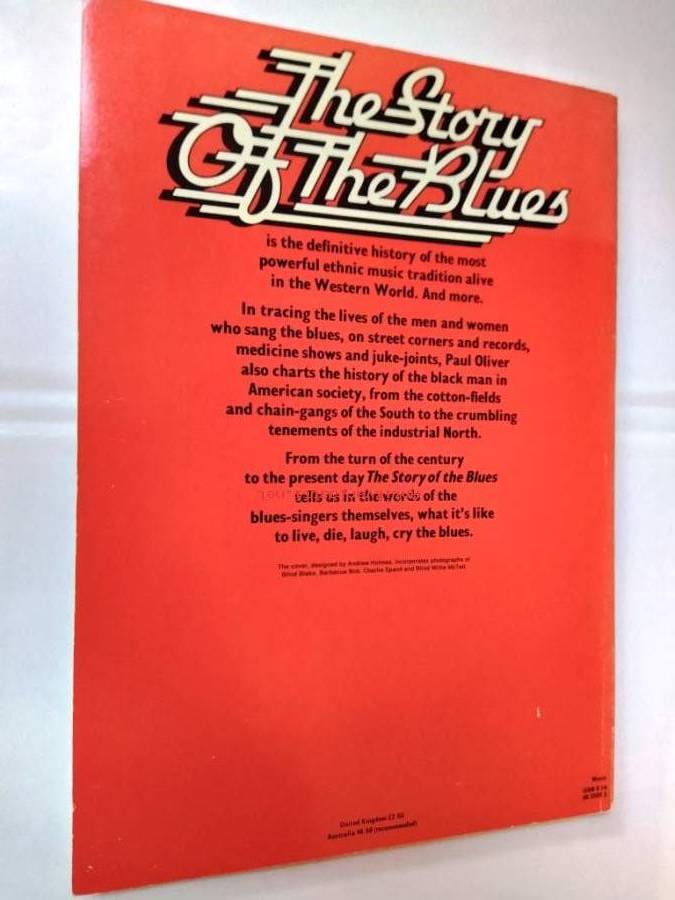 The Story
Of The Blues
is the definitive history of the most
powerful ethnic music tradition alive
in the Western World. And more.
In tracing the lives of the men and women
who sang the blues, on street corners and records,
medicine shows and juke-joints, Paul Oliver
also charts the history of the black man in
American society, from the cotton-fields
and chain-gangs of the South to the crumbling
tenements of the industrial North.
From the turn of the century
to the present day The Story of the Blues
tells us in the words of the
blues-singers themselves, what it's like
to live, die, laugh, cry the blues.
The cover, designed by Andrew Holmes, incorporates photographs of
Blind Blake, Barbecue Bob, Charlie Spand and Blind Willie McTell
Music
United Kingdom
Australia (recommended)